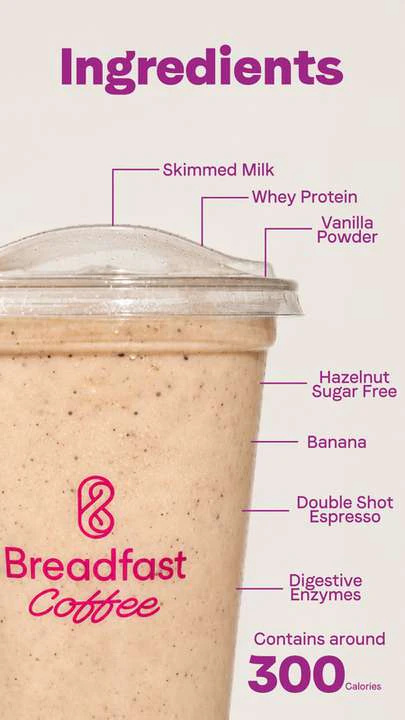 Ingredients
Skimmed Milk
Whey Protein
Vanilla
Powder
Hazelnut
Sugar Free
Banana
Double Shot
Espresso
Breadfast
Coffee
Digestive
Enzymes
Contains around
300 Calories